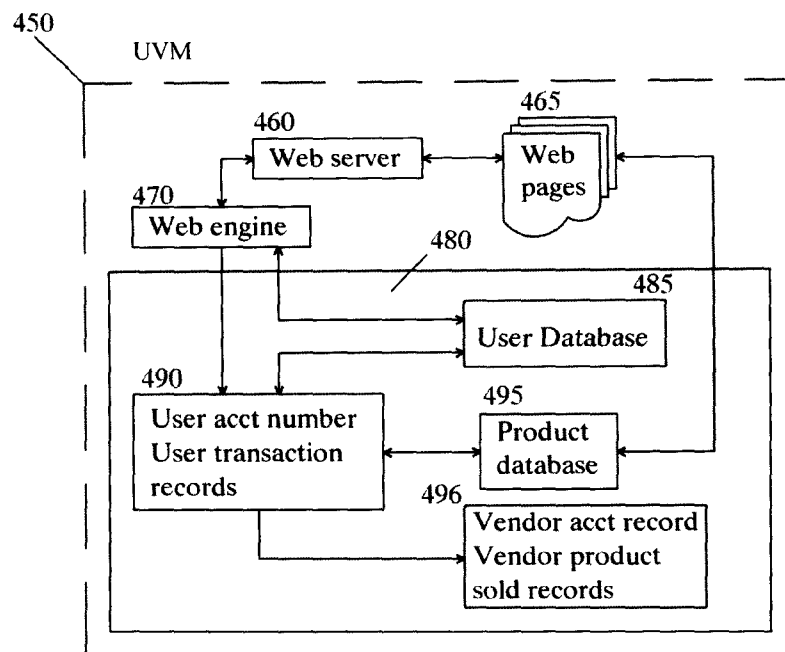 450
UVM
460
Web server
465
Web
pages
470
Web engine
480
485
User Database
490
User acct number
User transaction
records
495
Product
database
496
Vendor acct record
Vendor product
sold records